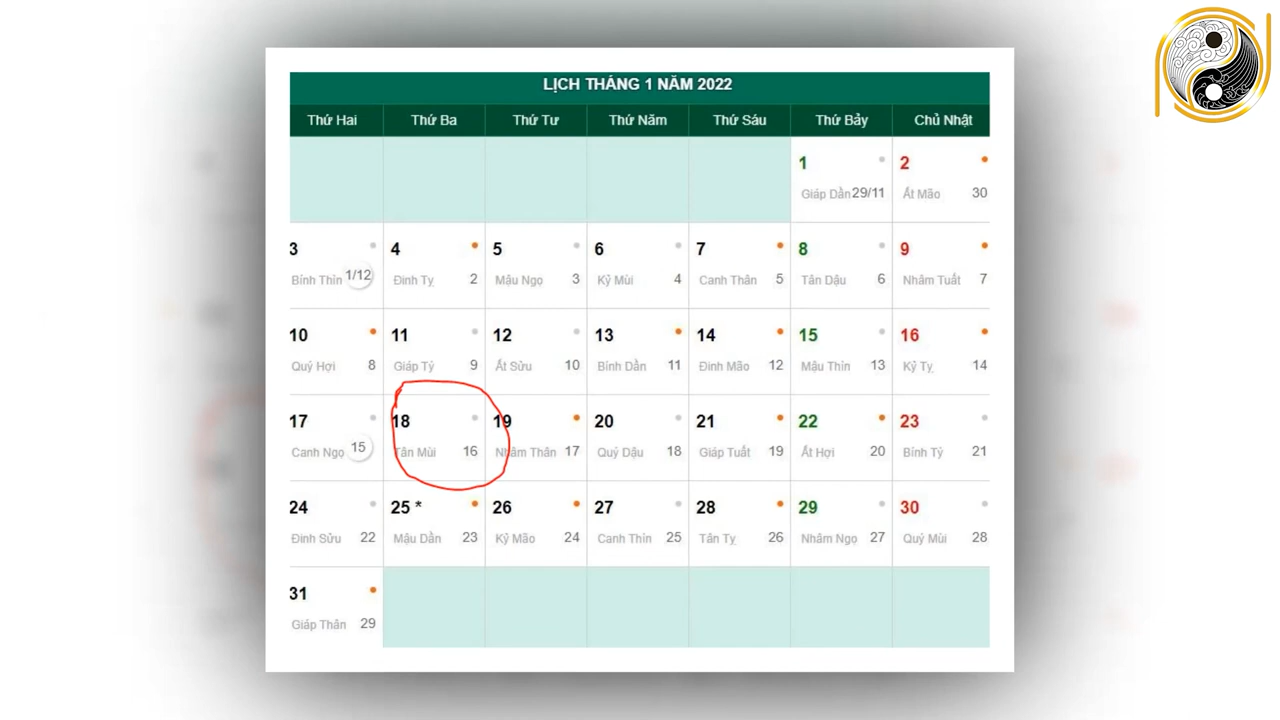 LỊCH THÁNG 1 NĂM 2022
Thứ Hai Thứ Ba Thứ Tư Thứ Năm Thứ Sáu Thứ Bảy Chủ Nhật
1 2
Giáp Dần 29/11 Ất Mão 30
3 4 5 6 7 8 9
Bính Thìn 1/12 Đinh Tỵ 2 Mậu Ngọ 3 Kỷ Mùi 4 Canh Thân 5 Tân Dậu 6 Nhâm Tuất 7
10 11 12 13 14 15 16
Quý Hợi 8 Giáp Tý 9 Ất Sửu 10 Bính Dần 11 Đinh Mão 12 Mậu Thìn 13 Kỷ Tỵ 14
17 18 19 20 21 22 23
Canh Ngọ 15 Tân Mùi 16 Nhâm Thân 17 Quý Dậu 18 Giáp Tuất 19 Ất Hợi 20 Bính Tý 21
24 25 * 26 27 28 29 30
Đinh Sửu 22 Mậu Dần 23 Kỷ Mão 24 Canh Thìn 25 Tân Tỵ 26 Nhâm Ngọ 27 Quý Mùi 28
31
Giáp Thân 29